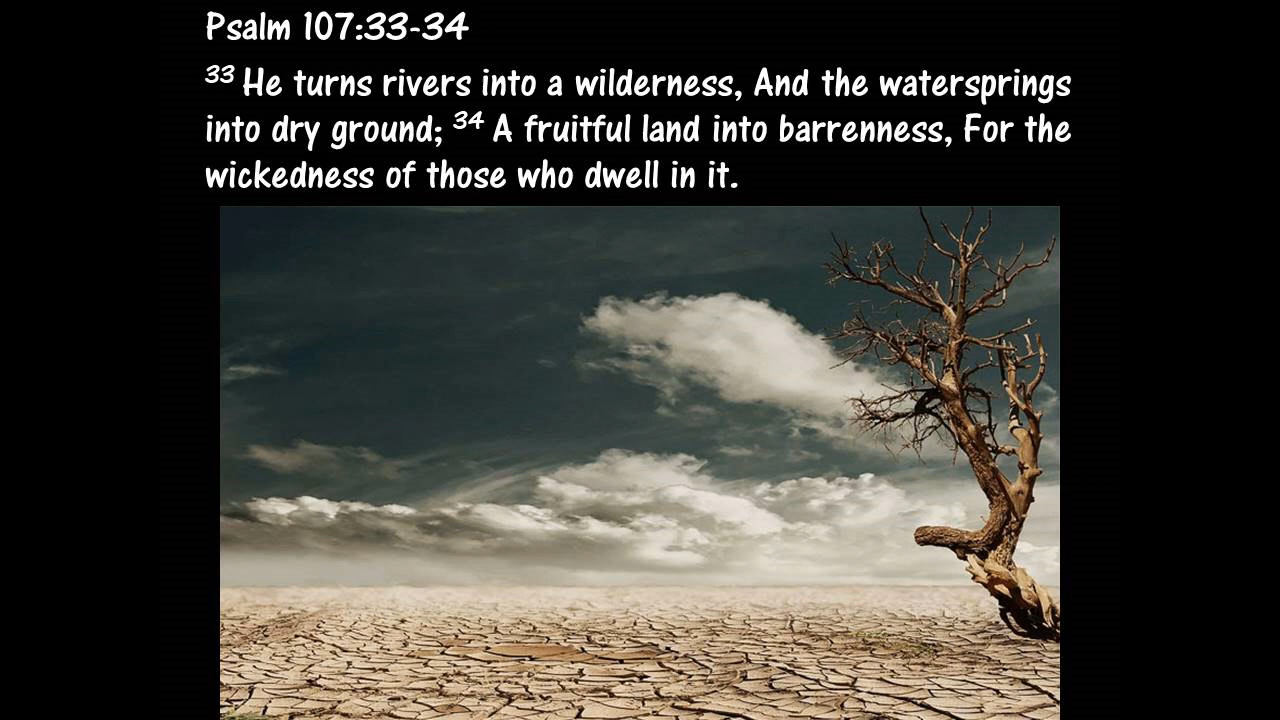 Psalm 107:33-34
33 He turns rivers into a wilderness, And the watersprings
into dry ground; 34 A fruitful land into barrenness, For the
wickedness of those who dwell in it.